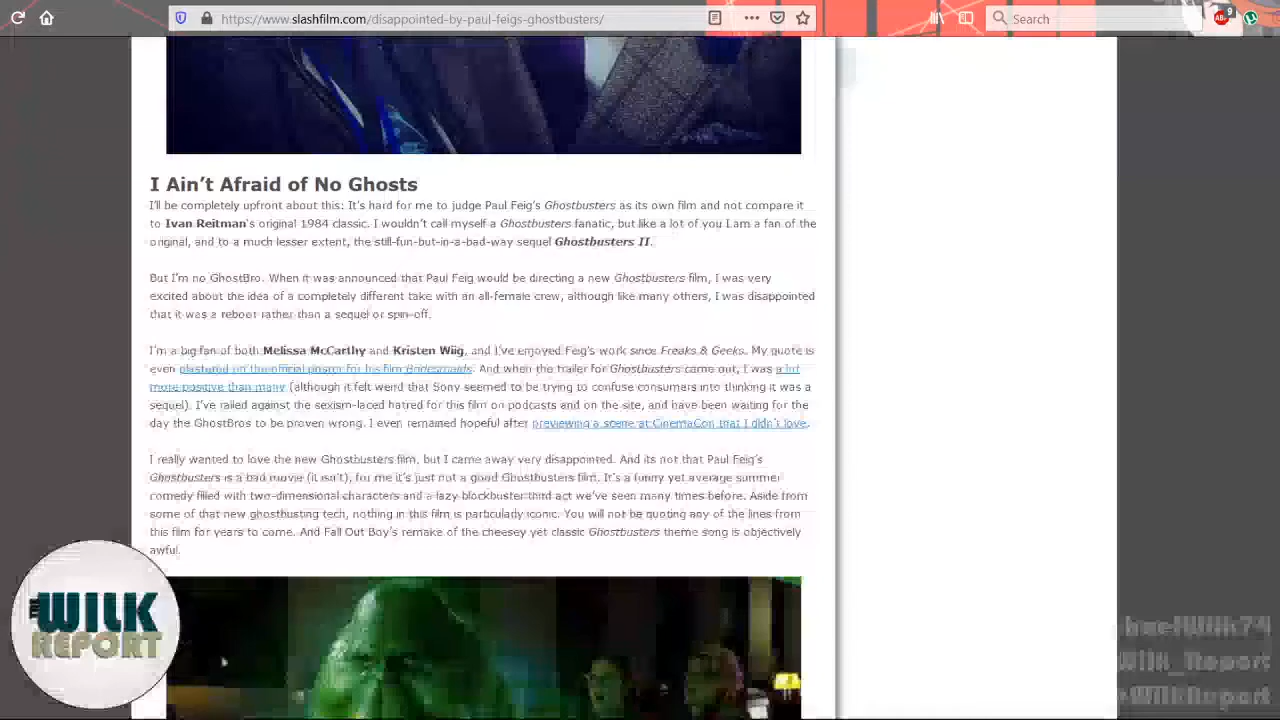 https://www.slashfilm.com/disappointed-by-paul-feigs-ghostbusters/
Search
ABP
9
I Ain't Afraid of No Ghosts
I'll be completely upfront about this: It's hard for me to judge Paul Feig's Ghostbusters as its own film and not compare it
to Ivan Reitman's original 1984 classic. I wouldn't call myself a Ghostbusters fanatic, but like a lot of you I am a fan of the
original, and to a much lesser extent, the still-fun-but-in-a-bad-way sequel Ghostbusters II.
But I'm no GhostBro. When it was announced that Paul Feig would be directing a new Ghostbusters film, I was very
excited about the idea of a completely different take with an all-female crew, although like many others, I was disappointed
that it was a reboot rather than a sequel or spin-off.
I'm a big fan of both Melissa McCarthy and Kristen Wiig, and I've enjoyed Feig's work since Freaks & Geeks. My quote is
even plastered on the official poster for his film Bridesmaids. And when the trailer for Ghostbusters came out, I was a lot
more positive than many (although it felt weird that Sony seemed to be trying to confuse consumers into thinking it was a
sequel). I've railed against the sexism-laced hatred for this film on podcasts and on the site, and have been waiting for the
day the GhostBros to be proven wrong. I even remained hopeful after previewing a scene at CinemaCon that I didn't love.
I really wanted to love the new Ghostbusters film, but I came away very disappointed. And its not that Paul Feig's
Ghostbusters is a bad movie (it isn't), for me it's just not a good Ghostbusters film. It's a funny yet average summer
comedy filled with two-dimensional characters and a lazy blockbuster third act we've seen many times before. Aside from
some of that new ghostbusting tech, nothing in this film is particularly iconic. You will not be quoting any of the lines from
this film for years to come. And Fall Out Boy's remake of the cheesey yet classic Ghostbusters theme song is objectively
awful.
THE
WILK
REPORT
Wilk_Report
WilkReport